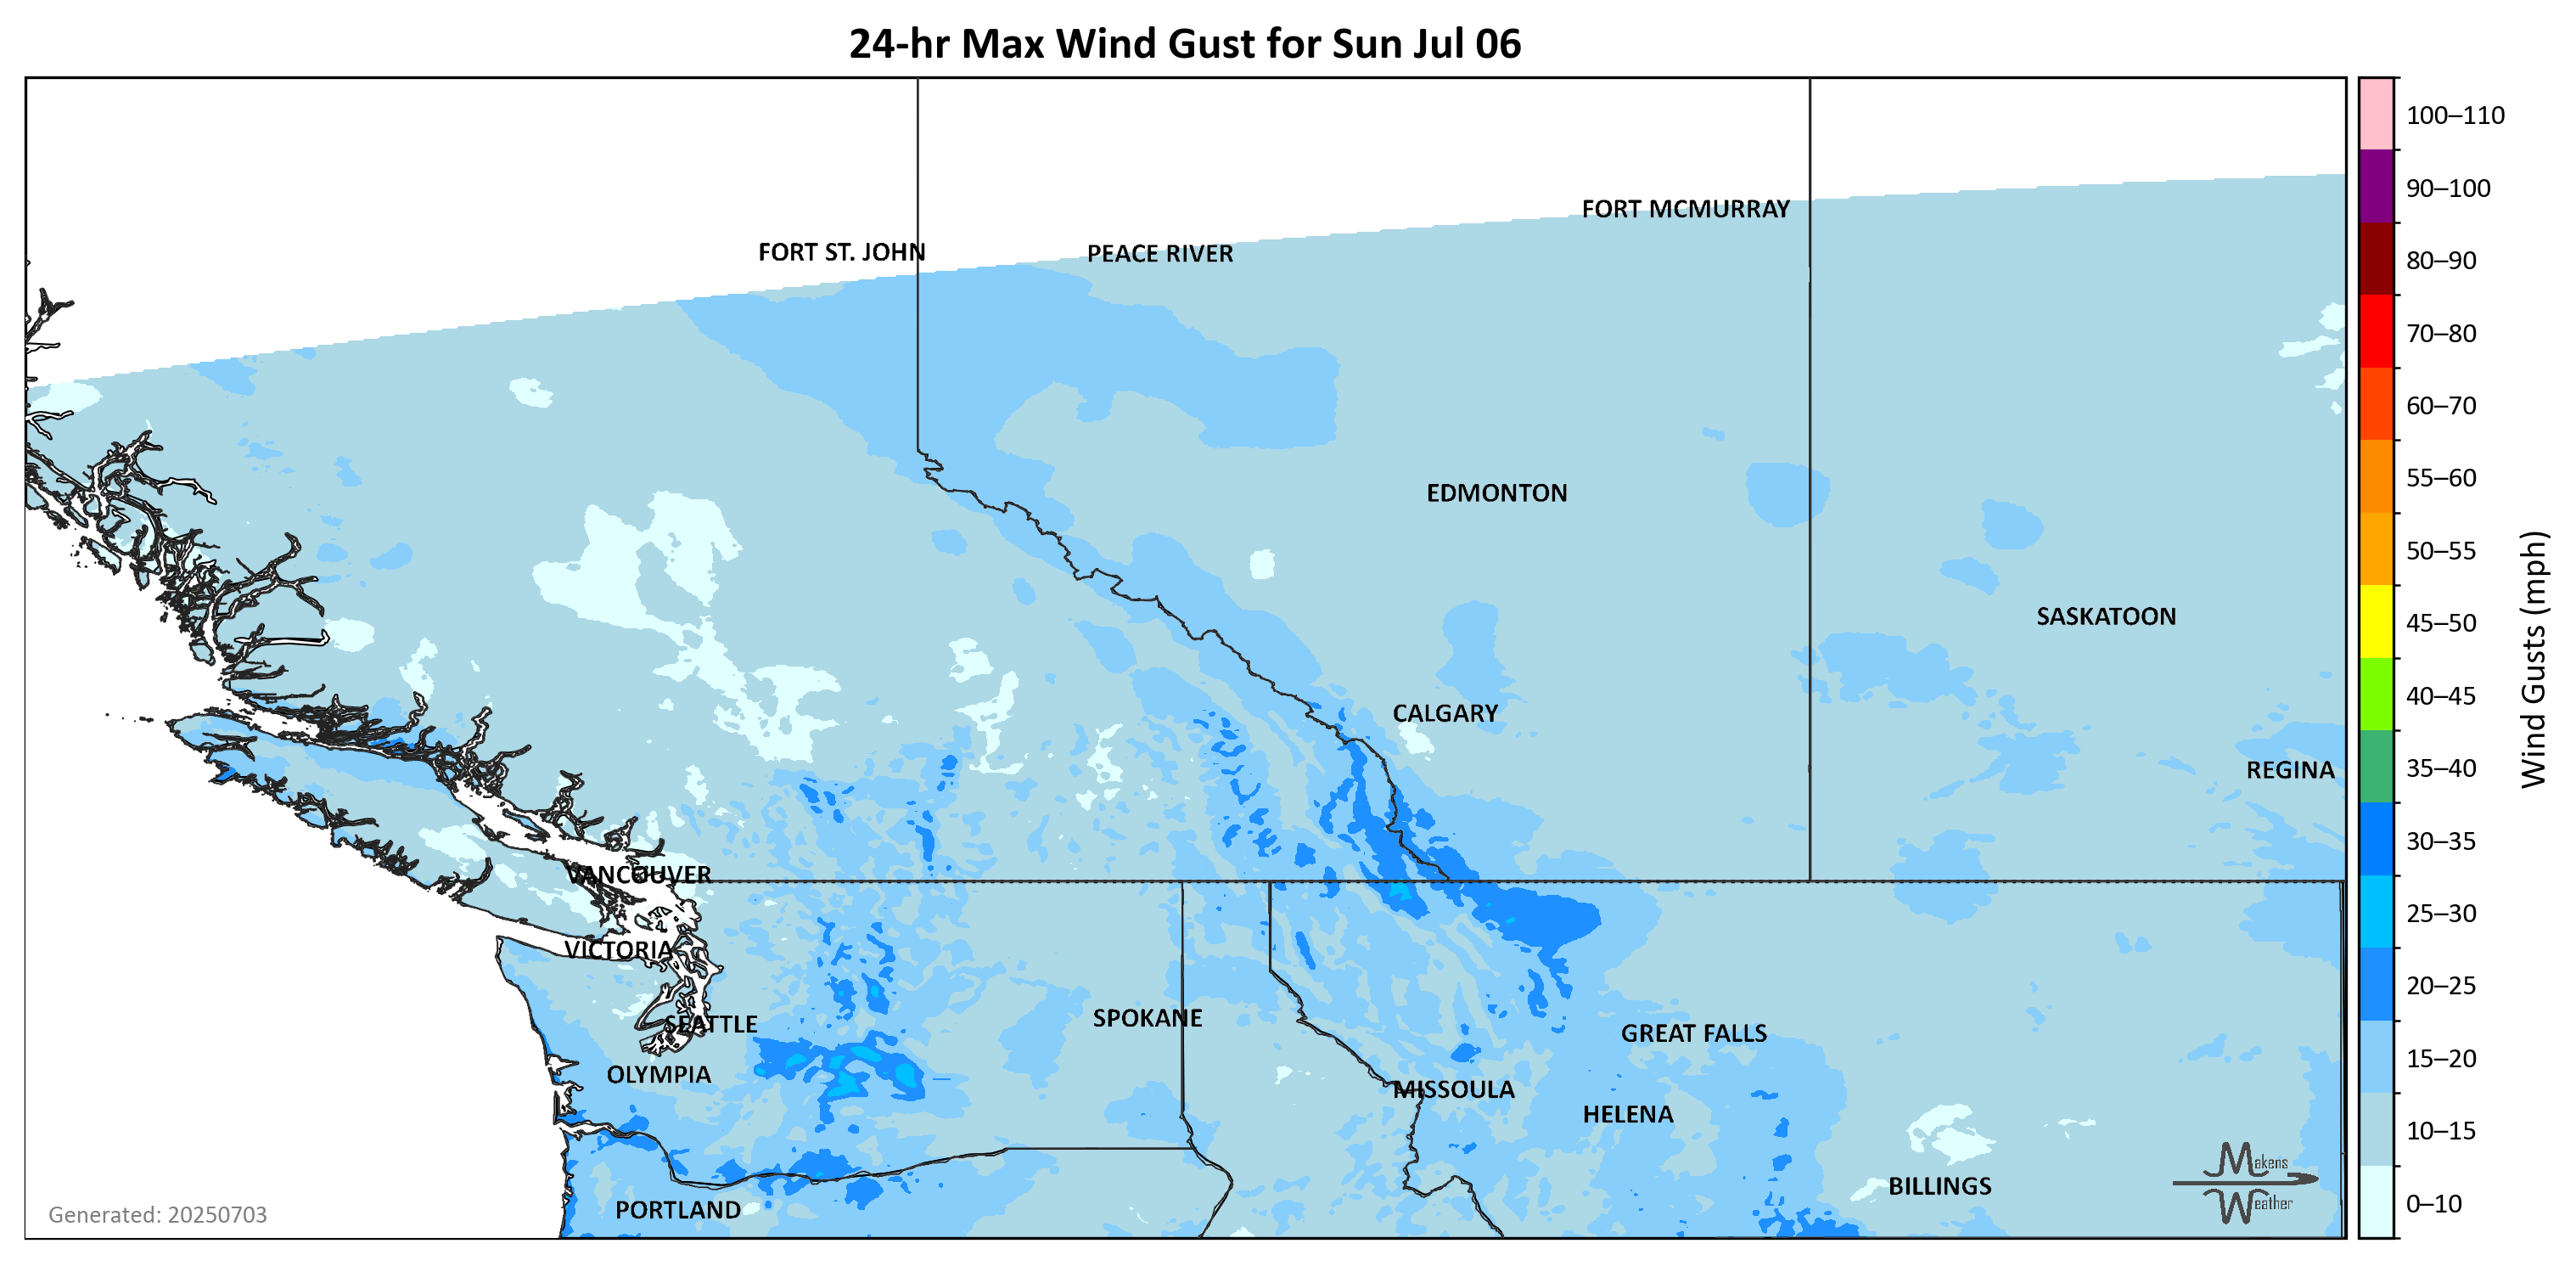 24-hr Max Wind Gust for Sun Jul 06
FORT MCMURRAY
FORT ST. JOHN
PEACE RIVER
EDMONTON
SASKATOON
CALGARY
REGINA
VANCOUVER
VICTORIA
SEATTLE
SPOKANE
GREAT FALLS
OLYMPIA
MISSOULA
HELENA
BILLINGS
PORTLAND
Generated: 20250703
Makens
Weather
100–110
90–100
80–90
70–80
60–70
55–60
50–55
45–50
40–45
35–40
30–35
25–30
20–25
15–20
10–15
0–10
Wind Gusts (mph)